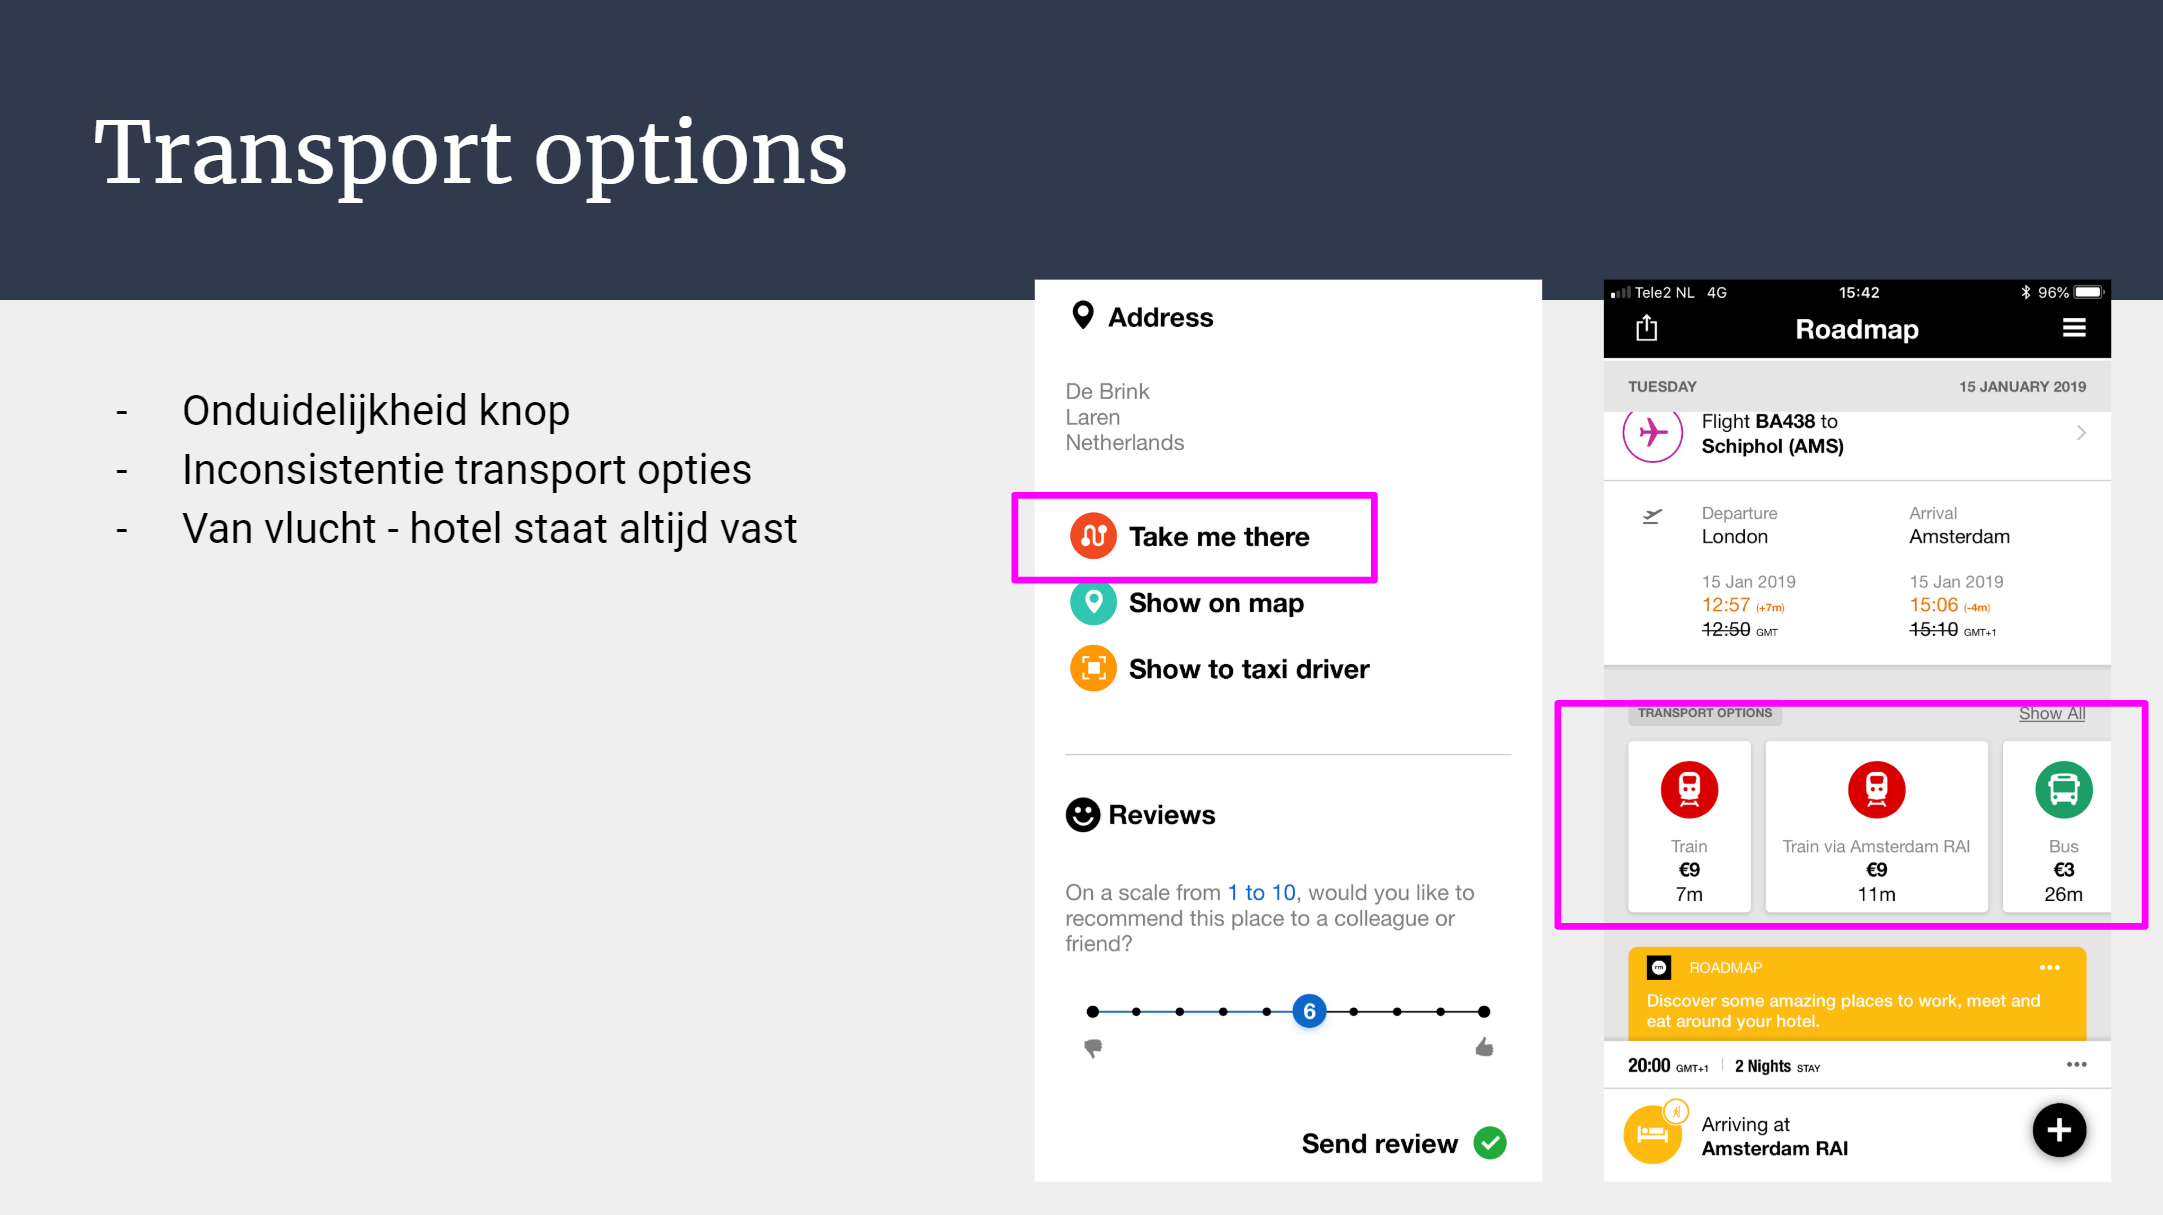 Transport options
- Onduidelijkheid knop
- Inconsistentie transport opties
- Van vlucht - hotel staat altijd vast
Address
De Brink
Laren
Netherlands
Take me there
Show on map
Show to taxi driver
Reviews
On a scale from 1 to 10, would you like to
recommend this place to a colleague or
friend?
6
Send review
Tele2 NL 4G 15:42 96%
Roadmap
TUESDAY 15 JANUARY 2019
Flight BA438 to
Schiphol (AMS)
Departure Arrival
London Amsterdam
15 Jan 2019 15 Jan 2019
12:57 (+7m) 15:06 (-4m)
12:50 GMT 15:10 GMT+1
TRANSPORT OPTIONS Show All
Train Train via Amsterdam RAI Bus
€9 €9 €3
7m 11m 26m
rm ROADMAP
Discover some amazing places to work, meet and
eat around your hotel.
20:00 GMT+1 2 Nights STAY
Arriving at
Amsterdam RAI